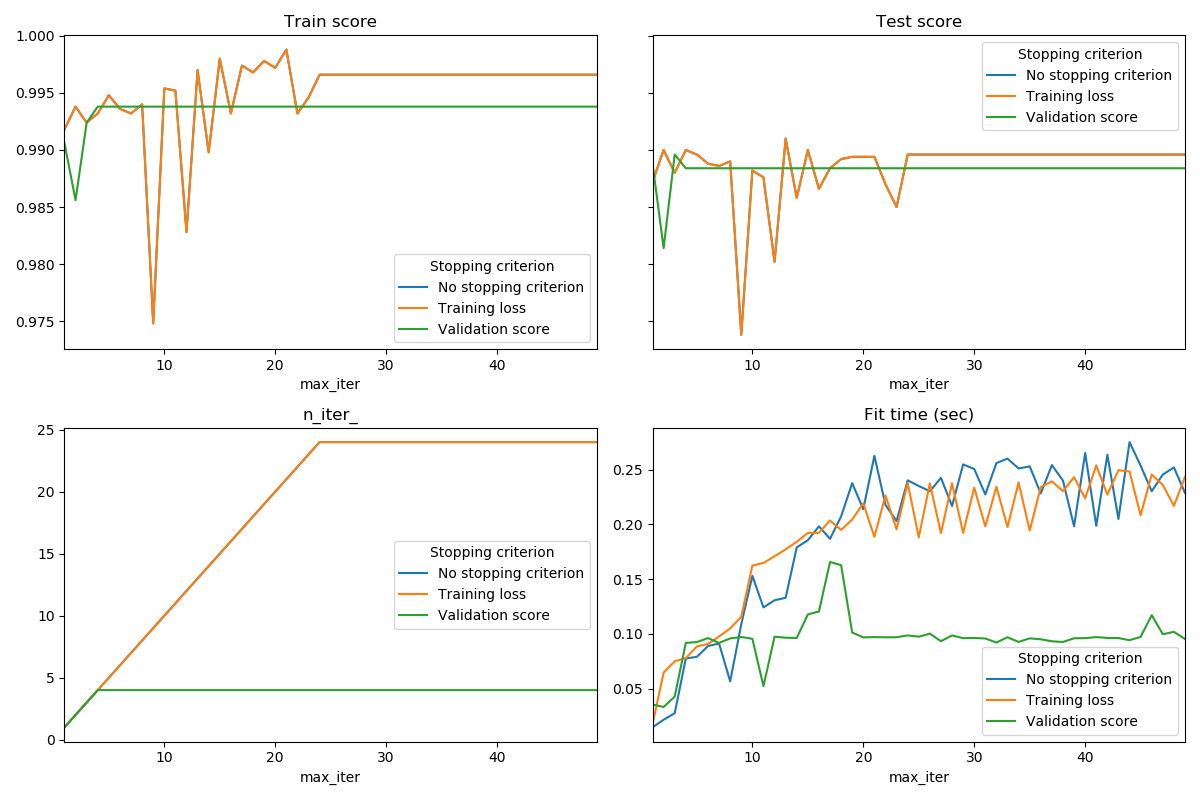 Train score
1.000
0.995
0.990
0.985
0.980
0.975
Stopping criterion
No stopping criterion
Training loss
Validation score
10 20 30 40
max_iter
Test score
Stopping criterion
No stopping criterion
Training loss
Validation score
10 20 30 40
max_iter
n_iter_
25
20
15
10
5
0
Stopping criterion
No stopping criterion
Training loss
Validation score
10 20 30 40
max_iter
Fit time (sec)
0.25
0.20
0.15
0.10
0.05
Stopping criterion
No stopping criterion
Training loss
Validation score
10 20 30 40
max_iter